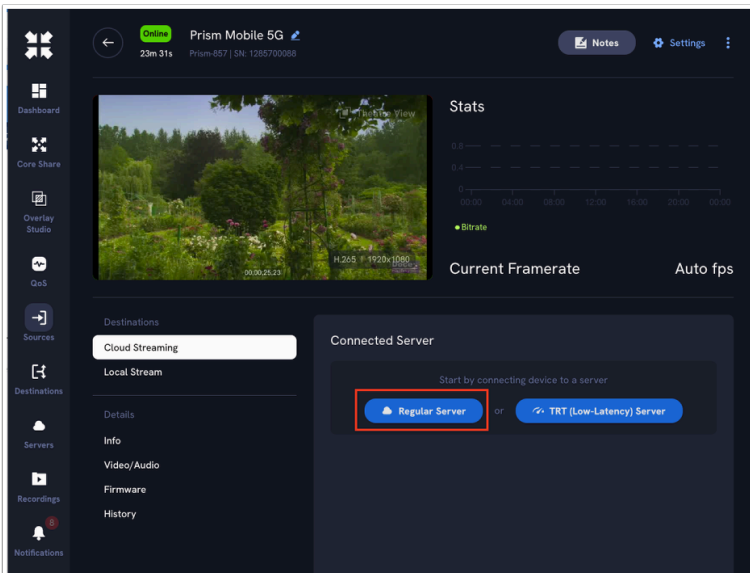 Online
Prism Mobile 5G
Notes
Settings
23m 31s
Prism-857 | SN: 1285700088
Dashboard
Core Share
Overlay
Studio
QoS
Sources
Destinations
Servers
Recordings
8
Notifications
Theatre View
H.265
1920x1080
00:00:25:23
Stats
0.8
0.4
0
00:00 04:00 08:00 12:00 16:00 20:00 00:00
Bitrate
Current Framerate
Auto fps
Destinations
Cloud Streaming
Local Stream
Details
Info
Video/Audio
Firmware
History
Connected Server
Start by connecting device to a server
Regular Server
or
TRT (Low-Latency) Server